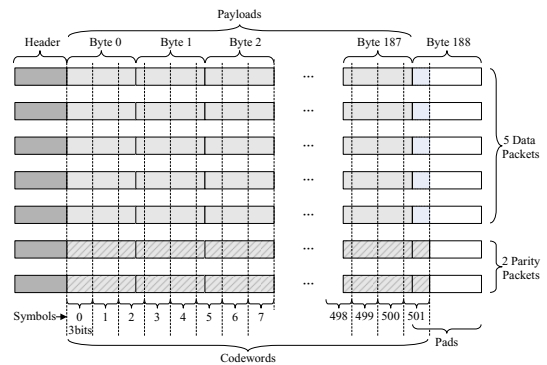 Payloads
Header Byte 0 Byte 1 Byte 2 Byte 187 Byte 188
...
...
...
5 Data
Packets
...
...
...
2 Parity
Packets
...
Symbols 0 1 2 3 4 5 6 7 498 499 500 501
3bits
Pads
Codewords